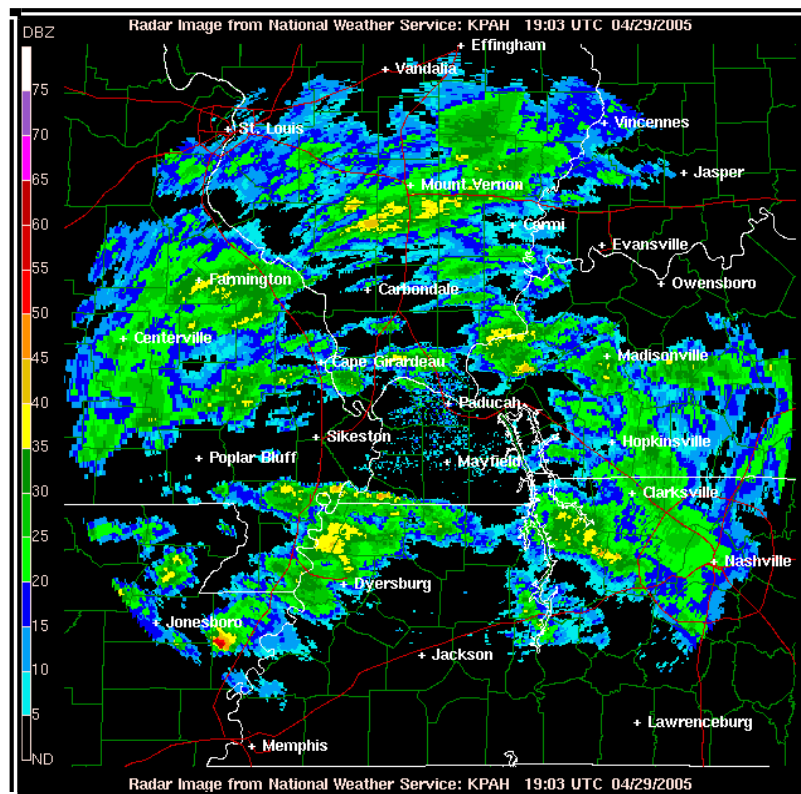 Radar Image from National Weather Service: KPAH 19:03 UTC 04/29/2005
DBZ
Effingham
Vandalia
75
St. Louis
Vincennes
70
Jasper
65
Mount Vernon
60
Carmi
Evansville
55
Farmington
Carbondale
Owensboro
50
Centerville
45
Cape Girardeau
Madisonville
40
Paducah
Sikeston
Hopkinsville
35
Poplar Bluff
Mayfield
30
Clarksville
25
Nashville
20
Dyersburg
15
Jonesboro
10
Jackson
5
Lawrenceburg
ND
Memphis
Radar Image from National Weather Service: KPAH 19:03 UTC 04/29/2005